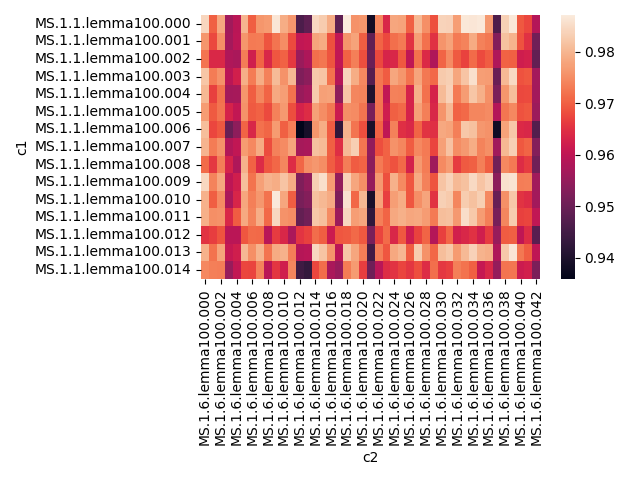 MS.1.1.lemma100.000
MS.1.1.lemma100.001
MS.1.1.lemma100.002
MS.1.1.lemma100.003
MS.1.1.lemma100.004
MS.1.1.lemma100.005
MS.1.1.lemma100.006
MS.1.1.lemma100.007
MS.1.1.lemma100.008
MS.1.1.lemma100.009
MS.1.1.lemma100.010
MS.1.1.lemma100.011
MS.1.1.lemma100.012
MS.1.1.lemma100.013
MS.1.1.lemma100.014
c1
MS.1.6.lemma100.000
MS.1.6.lemma100.002
MS.1.6.lemma100.004
MS.1.6.lemma100.006
MS.1.6.lemma100.008
MS.1.6.lemma100.010
MS.1.6.lemma100.012
MS.1.6.lemma100.014
MS.1.6.lemma100.016
MS.1.6.lemma100.018
MS.1.6.lemma100.020
MS.1.6.lemma100.022
MS.1.6.lemma100.024
MS.1.6.lemma100.026
MS.1.6.lemma100.028
MS.1.6.lemma100.030
MS.1.6.lemma100.032
MS.1.6.lemma100.034
MS.1.6.lemma100.036
MS.1.6.lemma100.038
MS.1.6.lemma100.040
MS.1.6.lemma100.042
c2
0.98
0.97
0.96
0.95
0.94